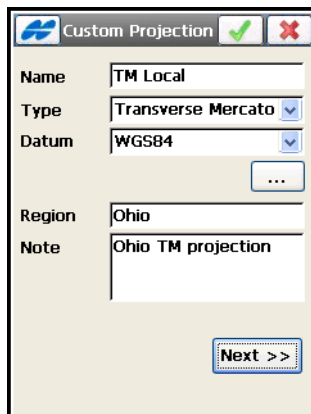 Custom Projection
Name TM Local
Type Transverse Mercato
Datum WGS84
...
Region Ohio
Note Ohio TM projection
Next >>